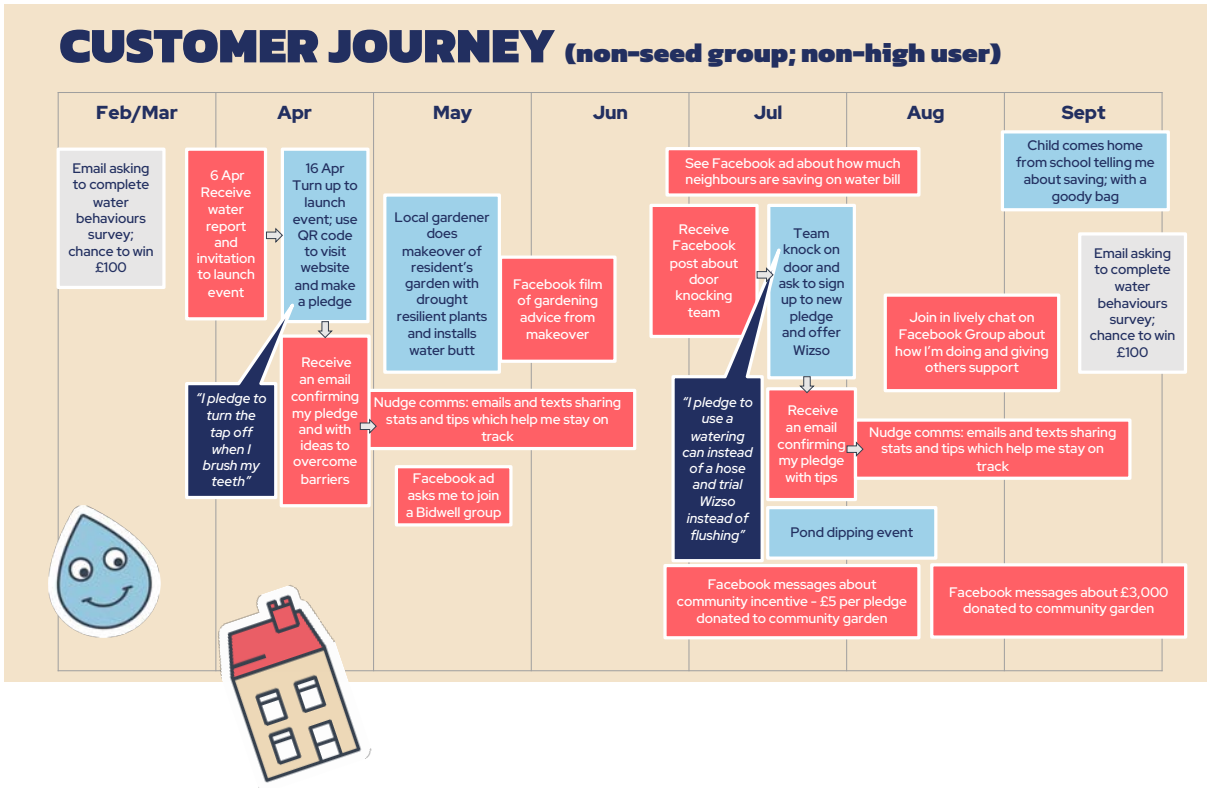 CUSTOMER JOURNEY (non-seed group; non-high user)
Feb/Mar
Apr
May
Jun
Jul
Aug
Sept
Email asking
to complete
water
behaviours
survey;
chance to win
£100
6 Apr
Receive
water
report
and
invitation
to launch
event
16 Apr
Turn up to
launch
event; use
QR code
to visit
website
and make
a pledge
"I pledge to
turn the
tap off
when I
brush my
teeth"
Receive
an email
confirming
my pledge
and with
ideas to
overcome
barriers
Local gardener
does
makeover of
resident's
garden with
drought
resilient plants
and installs
water butt
Facebook film
of gardening
advice from
makeover
Nudge comms: emails and texts sharing
stats and tips which help me stay on
track
Facebook ad
asks me to join
a Bidwell group
See Facebook ad about how much
neighbours are saving on water bill
Receive
Facebook
post about
door
knocking
team
Team
knock on
door and
ask to sign
up to new
pledge
and offer
Wizso
"I pledge to
use a
watering
can instead
of a hose
and trial
Wizso
instead of
flushing"
Receive
an email
confirming
my pledge
with tips
Nudge comms: emails and texts sharing
stats and tips which help me stay on
track
Pond dipping event
Facebook messages about
community incentive - £5 per pledge
donated to community garden
Join in lively chat on
Facebook Group about
how I'm doing and giving
others support
Child comes home
from school telling me
about saving; with a
goody bag
Email asking
to complete
water
behaviours
survey;
chance to win
£100
Facebook messages about £3,000
donated to community garden